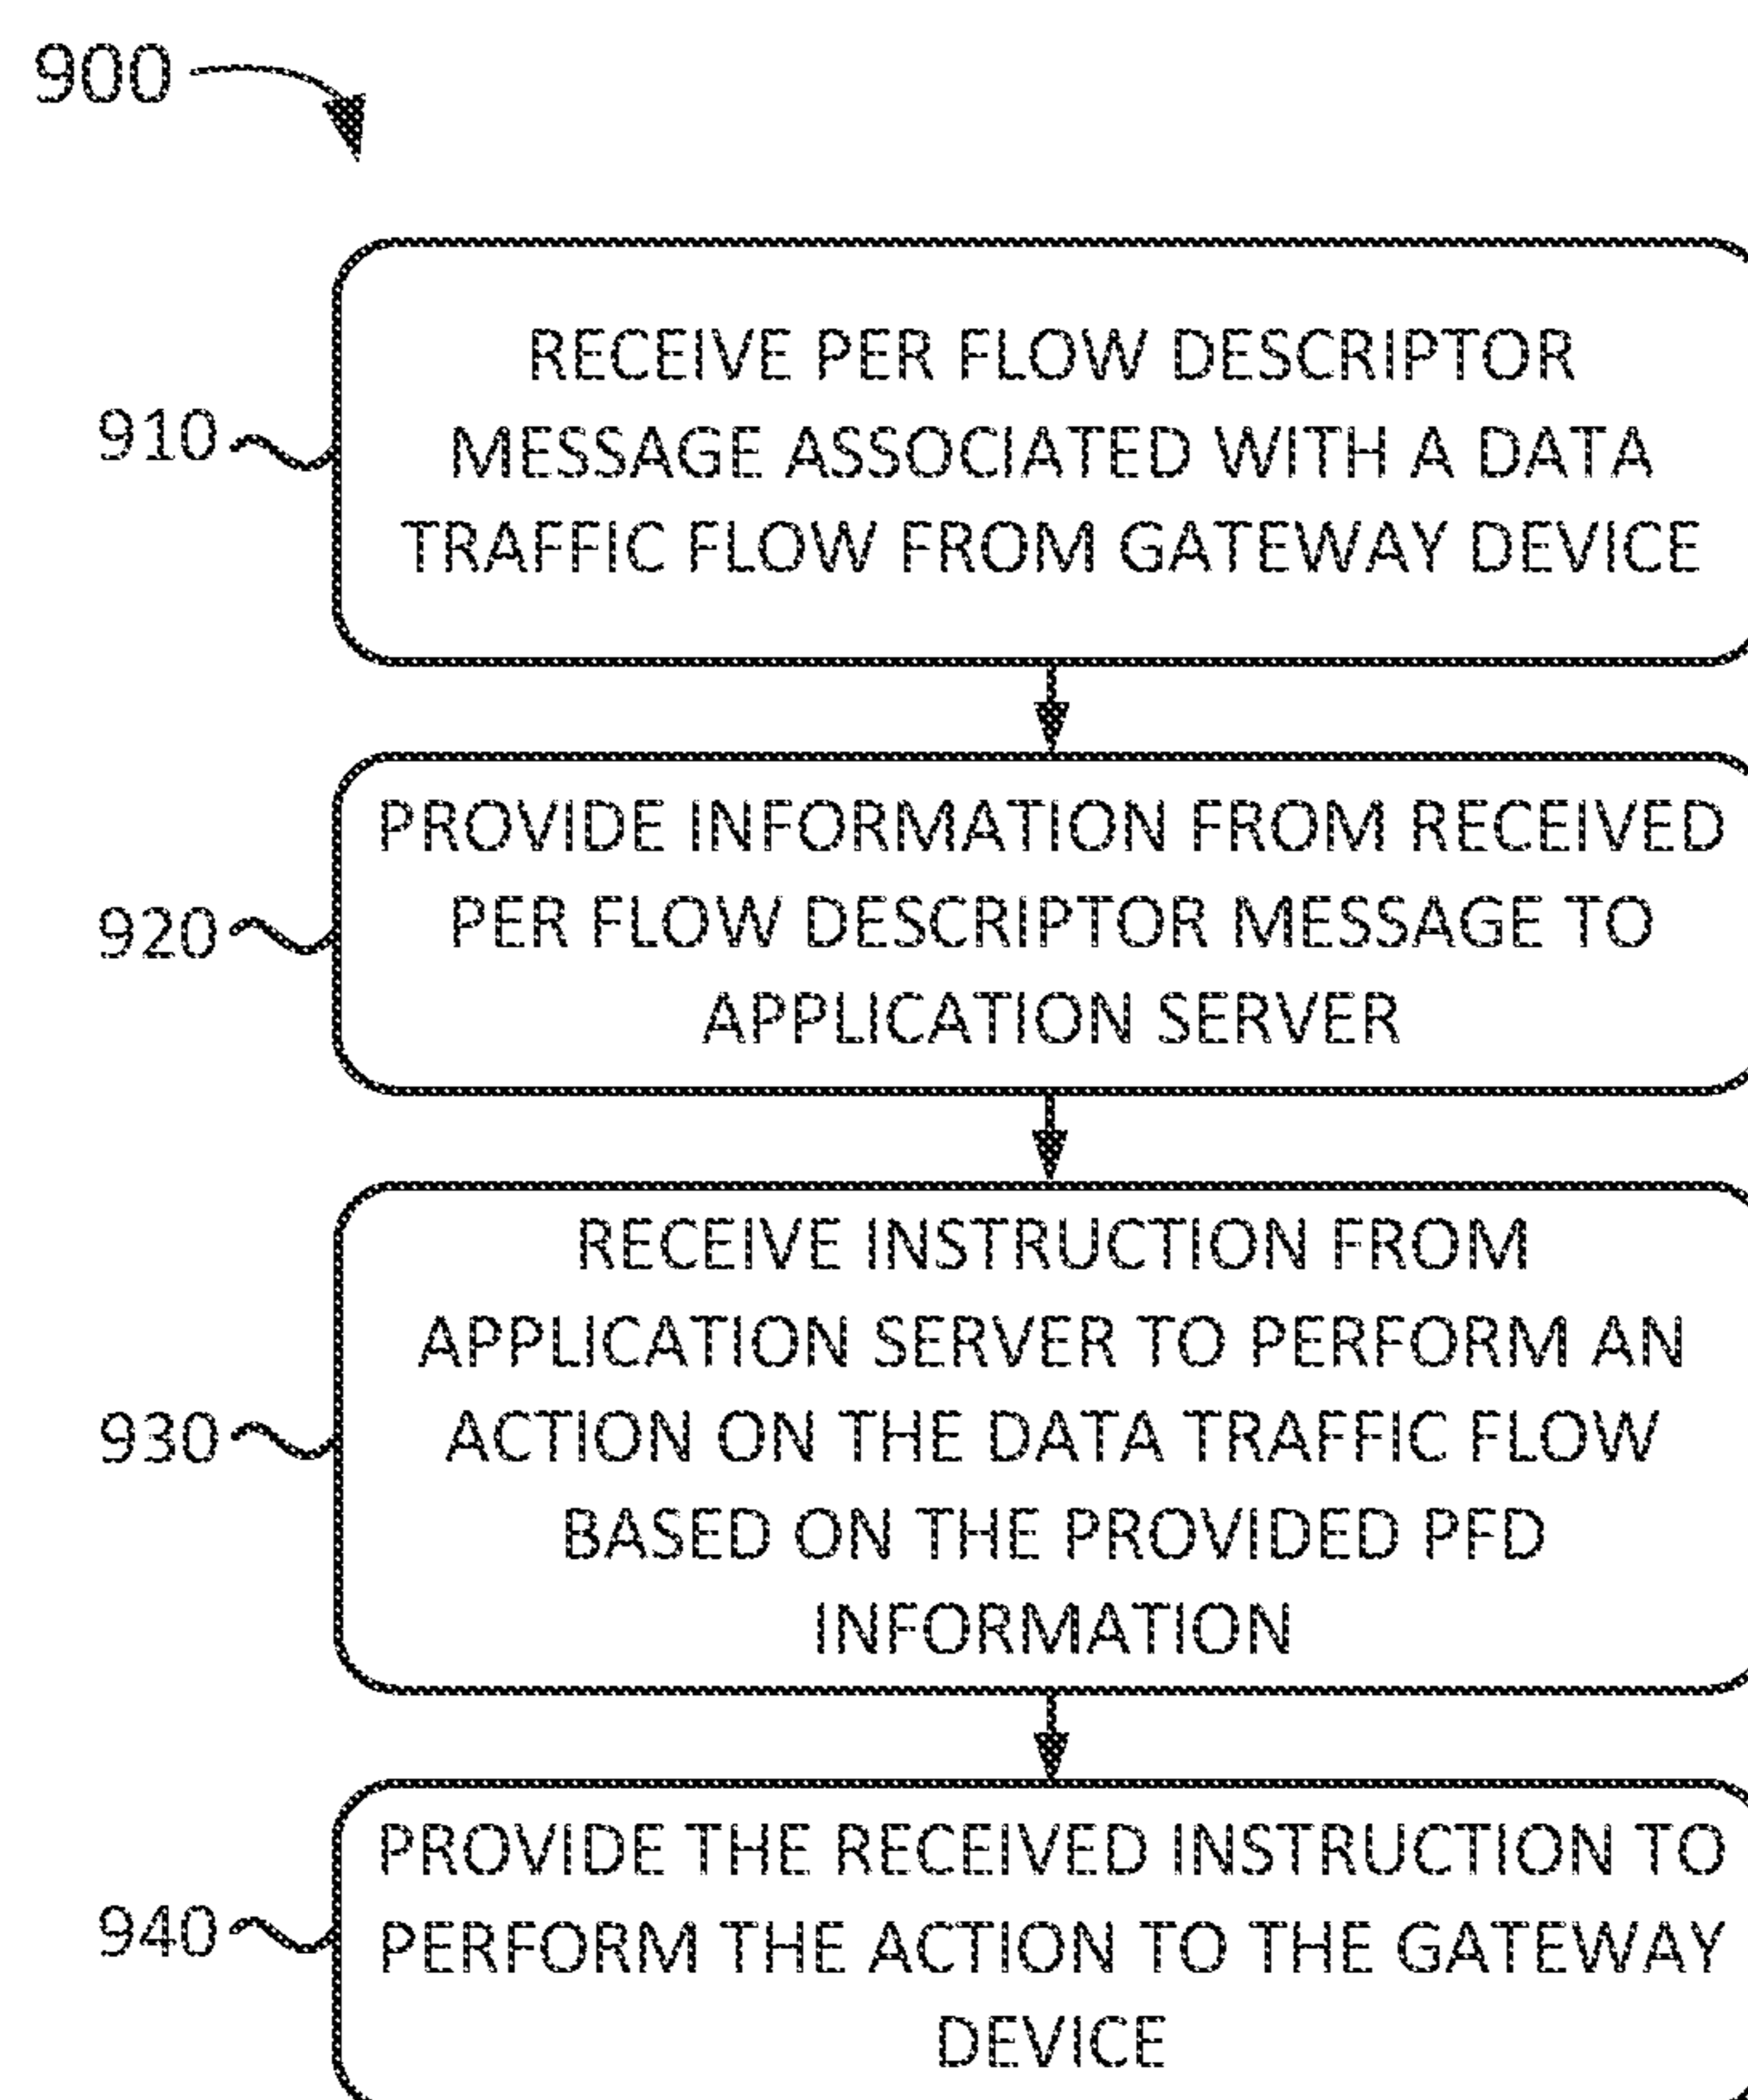 900
RECEIVE PER FLOW DESCRIPTOR
MESSAGE ASSOCIATED WITH A DATA
TRAFFIC FLOW FROM GATEWAY DEVICE
910
PROVIDE INFORMATION FROM RECEIVED
PER FLOW DESCRIPTOR MESSAGE TO
APPLICATION SERVER
920
RECEIVE INSTRUCTION FROM
APPLICATION SERVER TO PERFORM AN
ACTION ON THE DATA TRAFFIC FLOW
BASED ON THE PROVIDED PFD
INFORMATION
930
PROVIDE THE RECEIVED INSTRUCTION TO
PERFORM THE ACTION TO THE GATEWAY
DEVICE
940